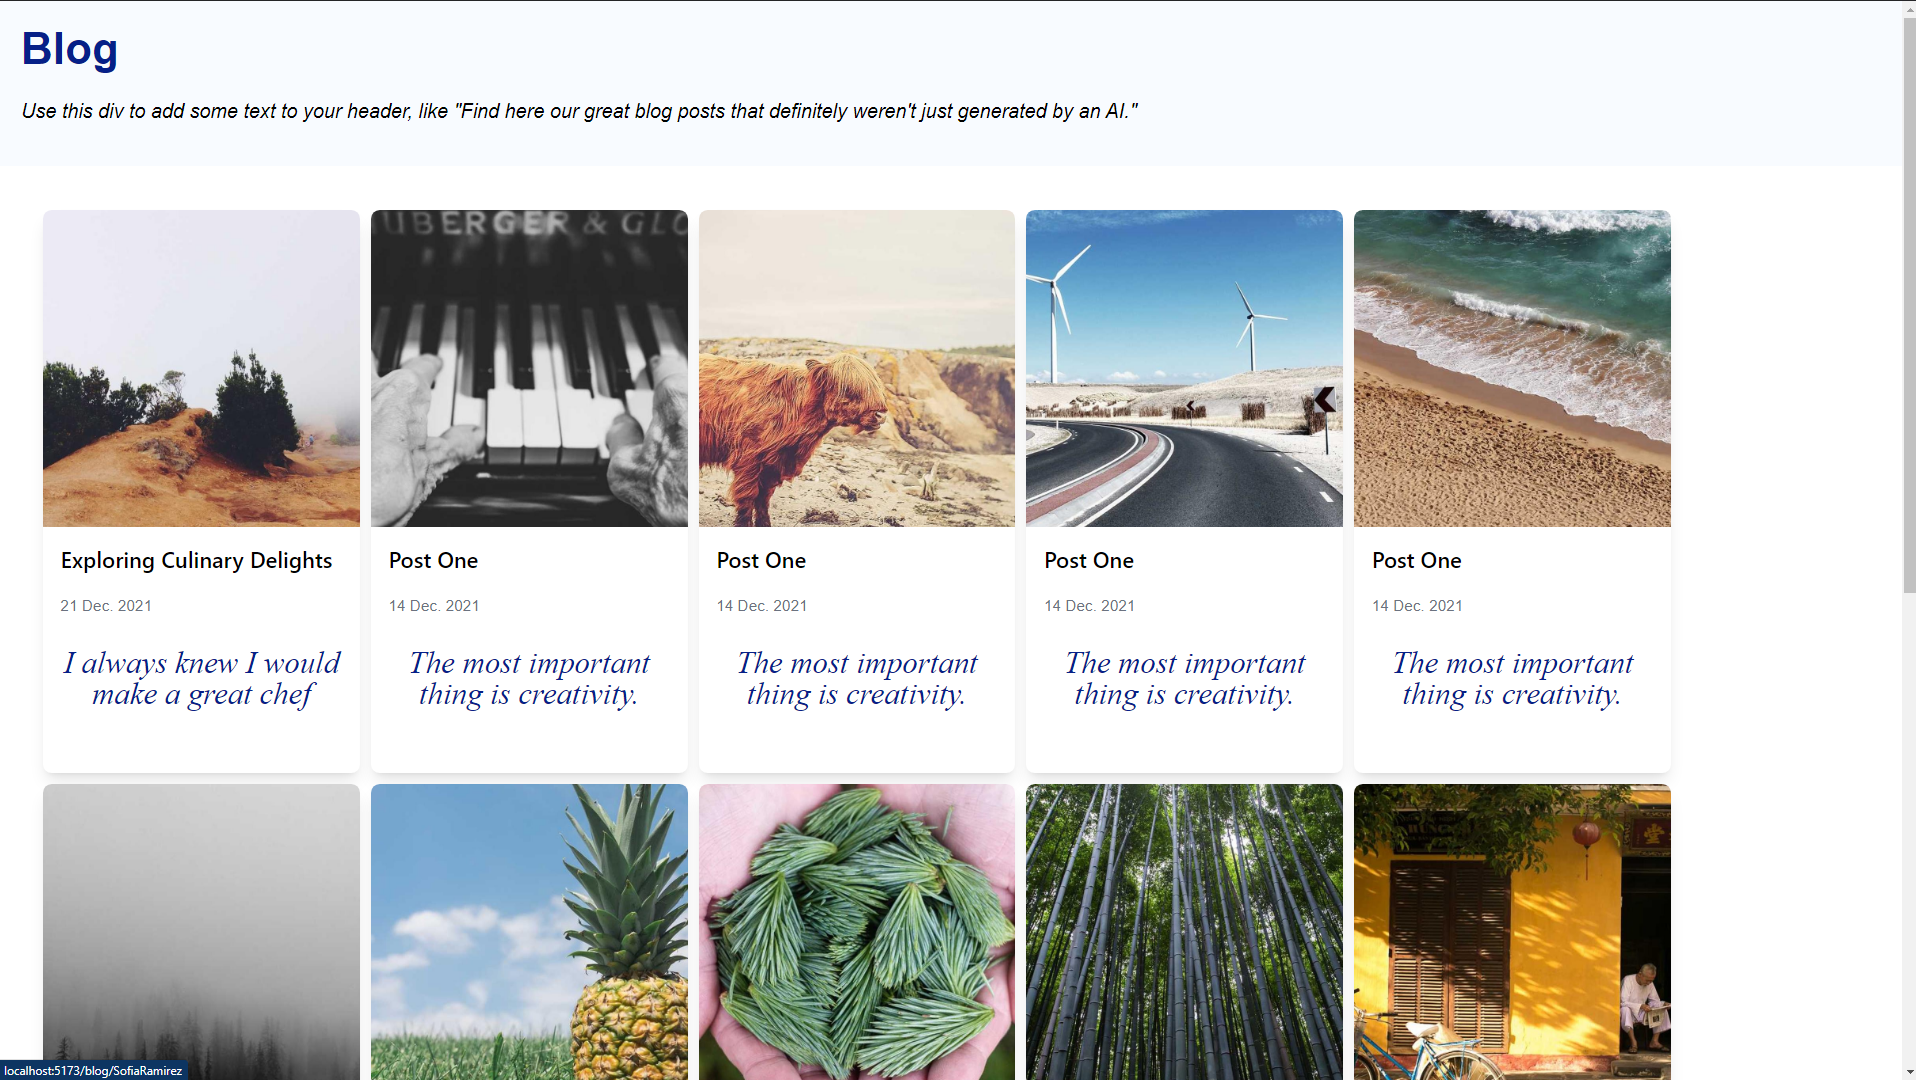 Blog
Use this div to add some text to your header, like "Find here our great blog posts that definitely weren't just generated by an AI."
BERGER & GLO
Exploring Culinary Delights
21 Dec. 2021
I always knew I would
make a great chef
Post One
14 Dec. 2021
The most important
thing is creativity.
Post One
14 Dec. 2021
The most important
thing is creativity.
Post One
14 Dec. 2021
The most important
thing is creativity.
Post One
14 Dec. 2021
The most important
thing is creativity.
localhost:5173/blog/SofiaRamirez